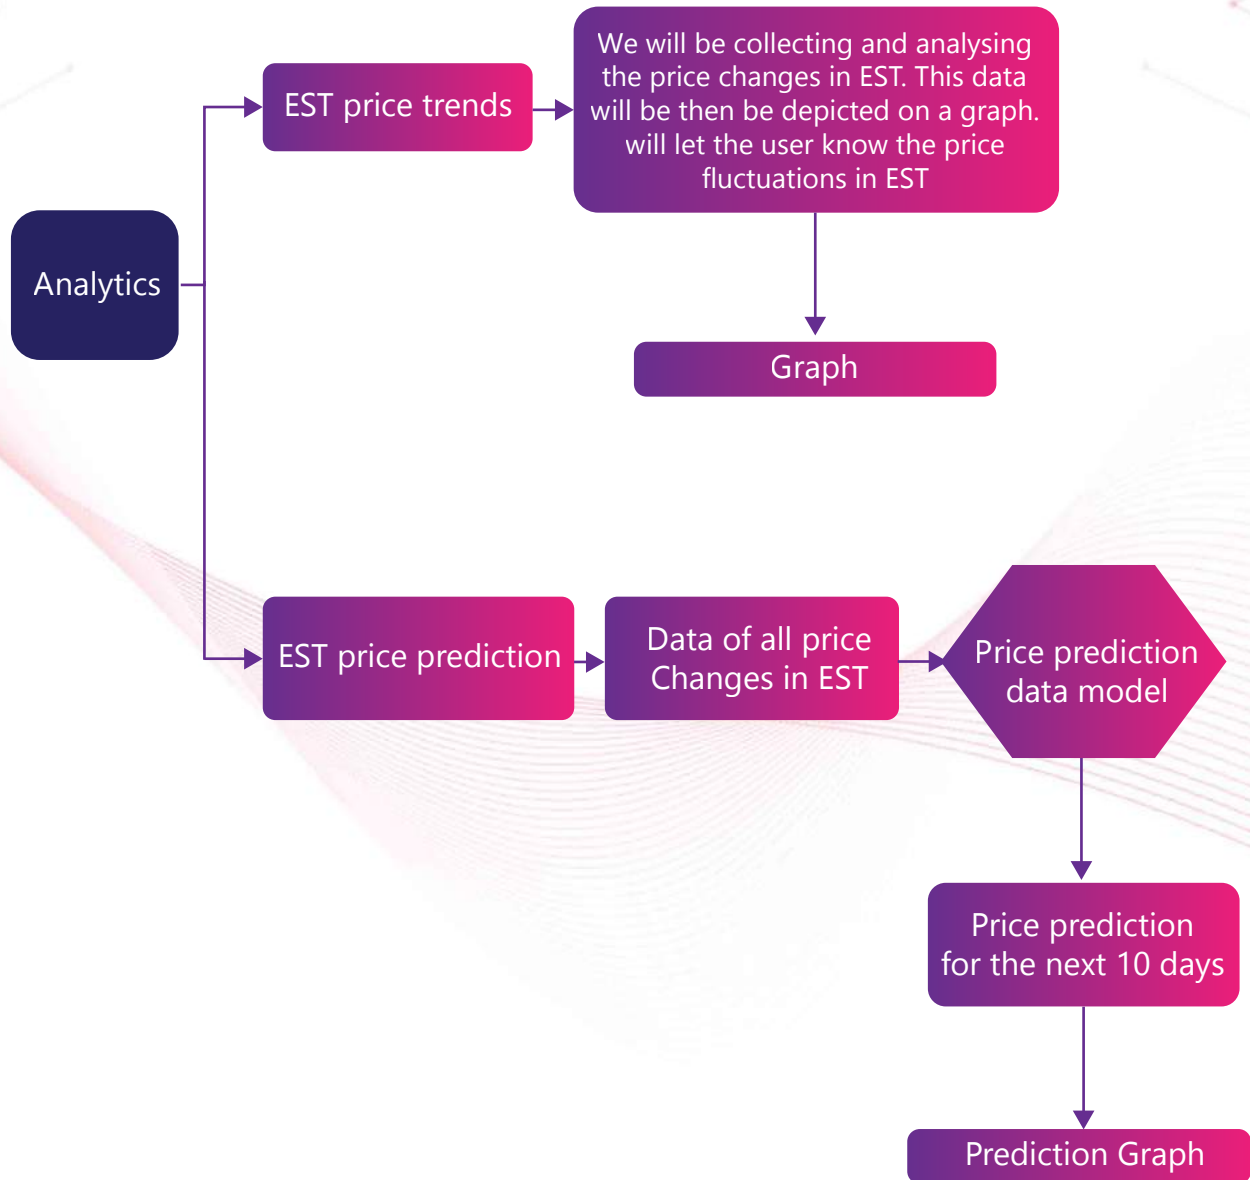 We will be collecting and analysing
the price changes in EST. This data
will be then be depicted on a graph.
will let the user know the price
fluctuations in EST
EST price trends
Analytics
Graph
EST price prediction
Data of all price
Changes in EST
Price prediction
data model
Price prediction
for the next 10 days
Prediction Graph